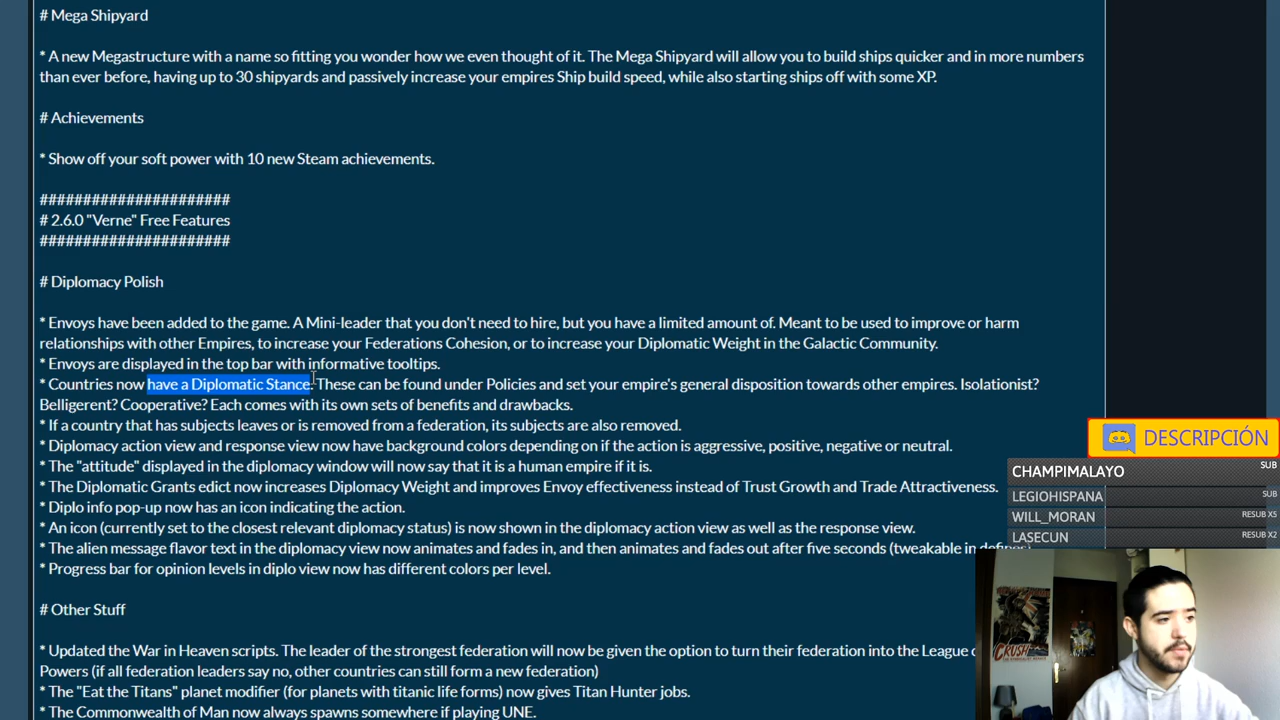 # Mega Shipyard
* A new Megastructure with a name so fitting you wonder how we even thought of it. The Mega Shipyard will allow you to build ships quicker and in more numbers
than ever before, having up to 30 shipyards and passively increase your empires Ship build speed, while also starting ships off with some XP.
# Achievements
* Show off your soft power with 10 new Steam achievements.
######################
# 2.6.0 "Verne" Free Features
######################
# Diplomacy Polish
* Envoys have been added to the game. A Mini-leader that you don't need to hire, but you have a limited amount of. Meant to be used to improve or harm
relationships with other Empires, to increase your Federations Cohesion, or to increase your Diplomatic Weight in the Galactic Community.
* Envoys are displayed in the top bar with informative tooltips.
* Countries now have a Diplomatic Stance. These can be found under Policies and set your empire's general disposition towards other empires. Isolationist?
Belligerent? Cooperative? Each comes with its own sets of benefits and drawbacks.
* If a country that has subjects leaves or is removed from a federation, its subjects are also removed.
* Diplomacy action view and response view now have background colors depending on if the action is aggressive, positive, negative or neutral.
* The "attitude" displayed in the diplomacy window will now say that it is a human empire if it is.
* The Diplomatic Grants edict now increases Diplomacy Weight and improves Envoy effectiveness instead of Trust Growth and Trade Attractiveness.
* Diplo info pop-up now has an icon indicating the action.
* An icon (currently set to the closest relevant diplomacy status) is now shown in the diplomacy action view as well as the response view.
* The alien message flavor text in the diplomacy view now animates and fades in, and then animates and fades out after five seconds (tweakable in defines).
* Progress bar for opinion levels in diplo view now has different colors per level.
# Other Stuff
* Updated the War in Heaven scripts. The leader of the strongest federation will now be given the option to turn their federation into the League
Powers (if all federation leaders say no, other countries can still form a new federation)
* The "Eat the Titans" planet modifier (for planets with titanic life forms) now gives Titan Hunter jobs.
* The Commonwealth of Man now always spawns somewhere if playing UNE.
DESCRIPCIÓN
CHAMPIMALAYO SUB
LEGIOHISPANA SUB
WILL_MORAN RESUB X5
LASECUN RESUB X2
CRUSH